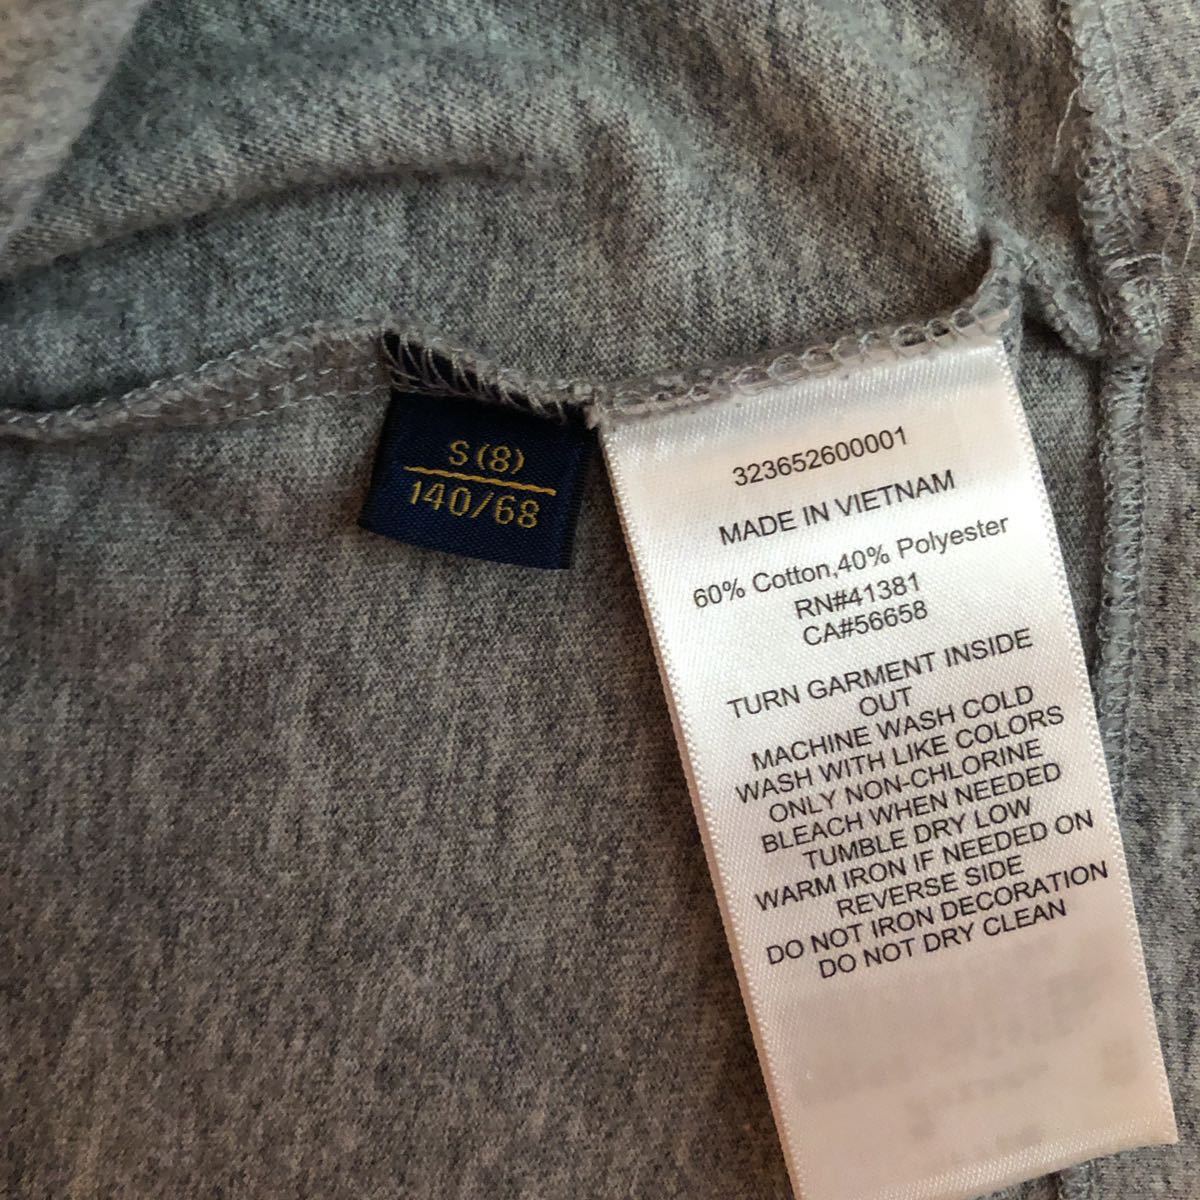 S (8)
140/68
323652600001
MADE IN VIETNAM
60% Cotton,40% Polyester
RN#41381
CA#56658
TURN GARMENT INSIDE
OUT
MACHINE WASH COLD
WASH WITH LIKE COLORS
ONLY NON-CHLORINE
BLEACH WHEN NEEDED
TUMBLE DRY LOW
WARM IRON IF NEEDED ON
REVERSE SIDE
DO NOT IRON DECORATION
DO NOT DRY CLEAN